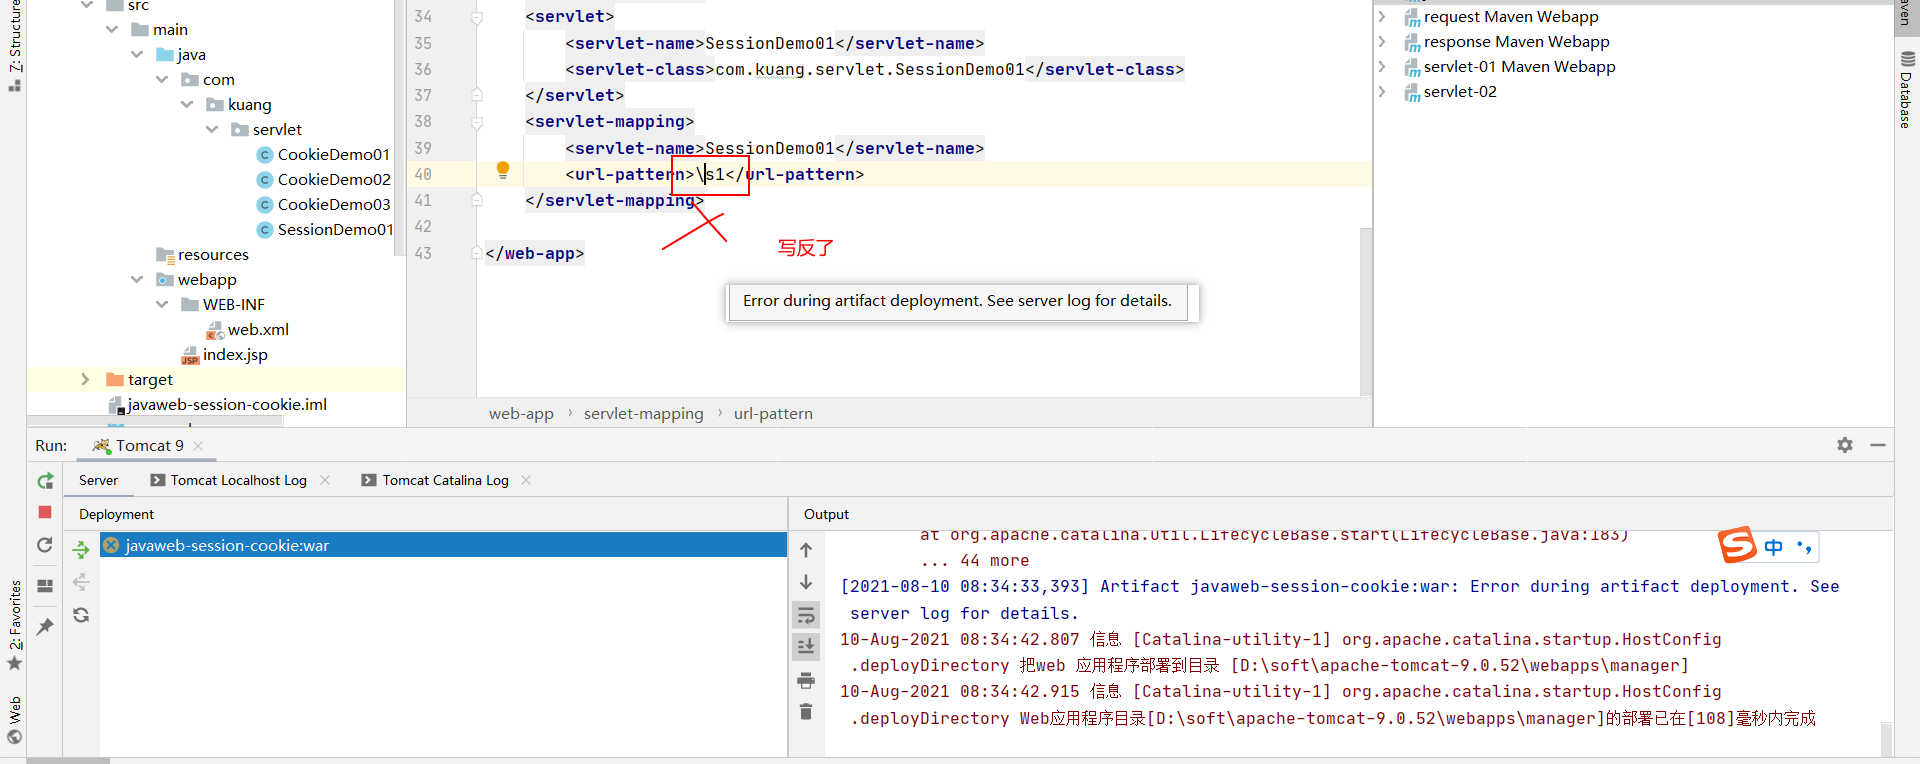 7: Structure
src
main
java
com
kuang
servlet
CookieDemo01
CookieDemo02
CookieDemo03
SessionDemo01
resources
webapp
WEB-INF
web.xml
index.jsp
target
javaweb-session-cookie.iml
34 <servlet>
35 <servlet-name>SessionDemo01</servlet-name>
36 <servlet-class>com.kuang.servlet.SessionDemo01</servlet-class>
37 </servlet>
38 <servlet-mapping>
39 <servlet-name>SessionDemo01</servlet-name>
40 <url-pattern>\s1</url-pattern>
41 </servlet-mapping>
42
43 </web-app>
写反了
Error during artifact deployment. See server log for details.
web-app › servlet-mapping › url-pattern
request Maven Webapp
response Maven Webapp
servlet-01 Maven Webapp
servlet-02
Database
Run: Tomcat 9
Server Tomcat Localhost Log Tomcat Catalina Log
Deployment
javaweb-session-cookie:war
Output
at org.apache.catalina.util.LifecycleBase.start(LifecycleBase.java:183)
... 44 more
[2021-08-10 08:34:33,393] Artifact javaweb-session-cookie:war: Error during artifact deployment. See
server log for details.
10-Aug-2021 08:34:42.807 信息 [Catalina-utility-1] org.apache.catalina.startup.HostConfig
.deployDirectory 把web 应用程序部署到目录 [D:\soft\apache-tomcat-9.0.52\webapps\manager]
10-Aug-2021 08:34:42.915 信息 [Catalina-utility-1] org.apache.catalina.startup.HostConfig
.deployDirectory Web应用程序目录[D:\soft\apache-tomcat-9.0.52\webapps\manager]的部署已在[108]毫秒内完成
S 中
2: Favorites
Web